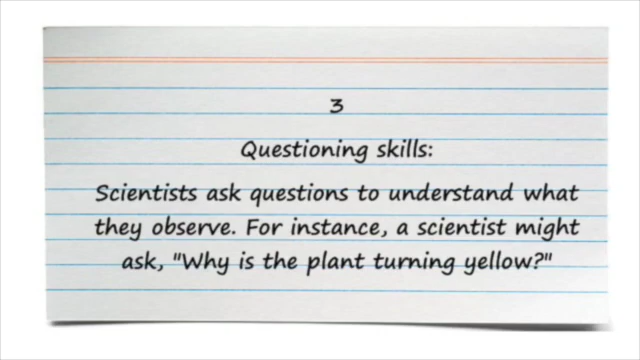 3
Questioning skills:
Scientists ask questions to understand what
they observe. For instance, a scientist might
ask, "Why is the plant turning yellow?"